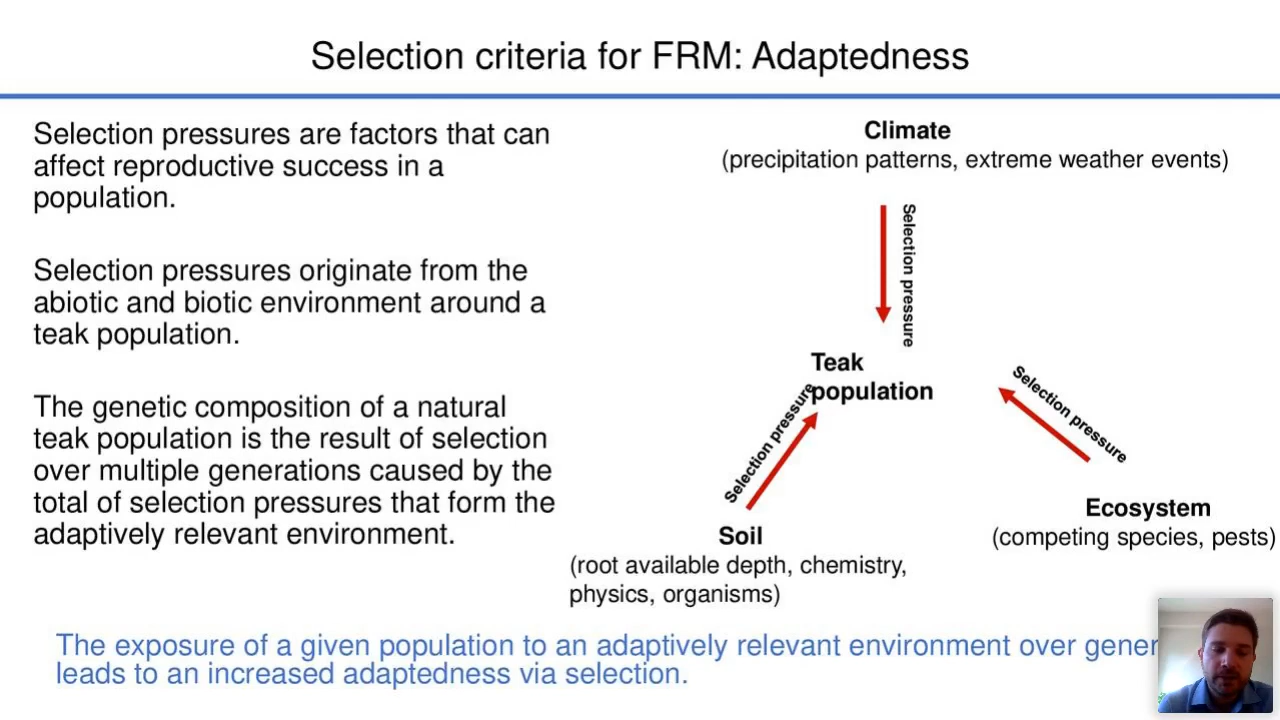 Selection criteria for FRM: Adaptedness
Selection pressures are factors that can
affect reproductive success in a
population.
Selection pressures originate from the
abiotic and biotic environment around a
teak population.
The genetic composition of a natural
teak population is the result of selection
over multiple generations caused by the
total of selection pressures that form the
adaptively relevant environment.
Climate
(precipitation patterns, extreme weather events)
Selection pressure
Teak
population
Selection pressure
Selection pressure
Soil
(root available depth, chemistry,
physics, organisms)
Ecosystem
(competing species, pests)
The exposure of a given population to an adaptively relevant environment over gener
leads to an increased adaptedness via selection.